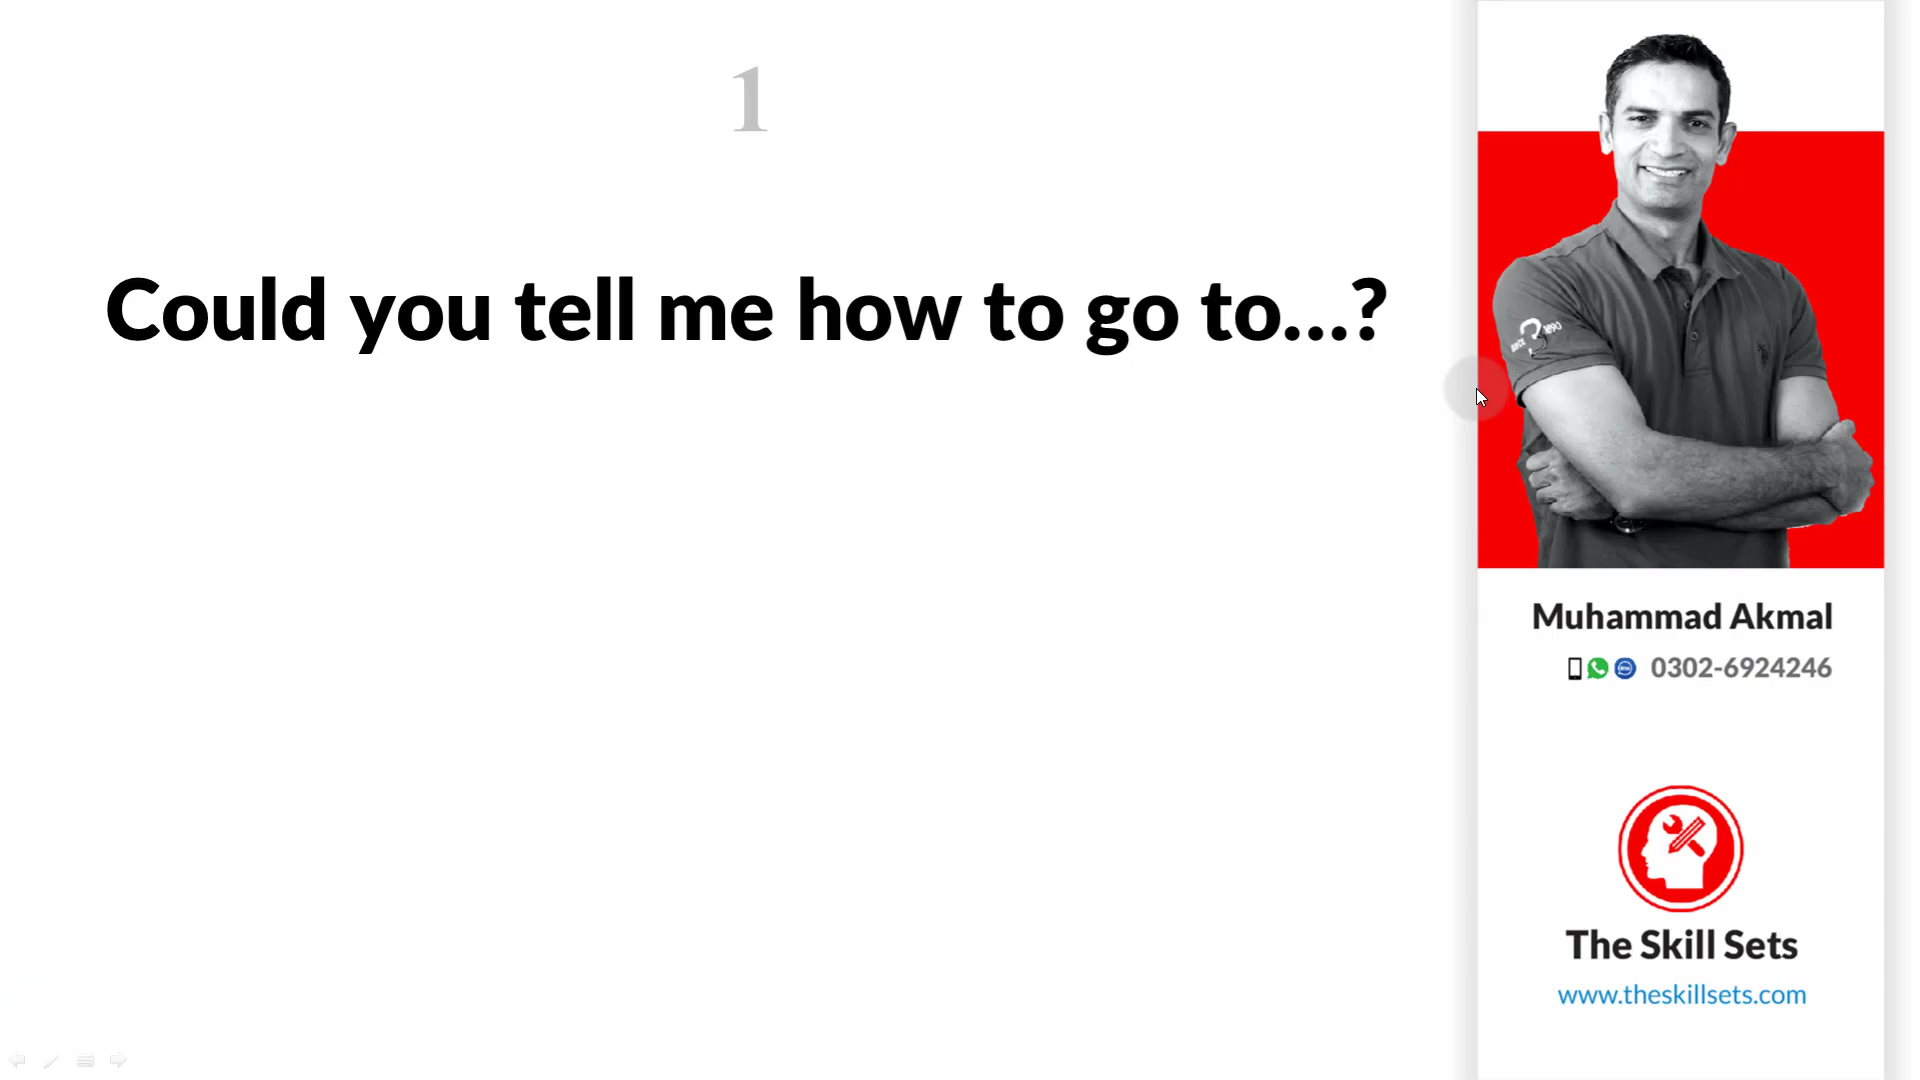 1
Could you tell me how to go to...?
Muhammad Akmal
0302-6924246
The Skill Sets
www.theskillsets.com